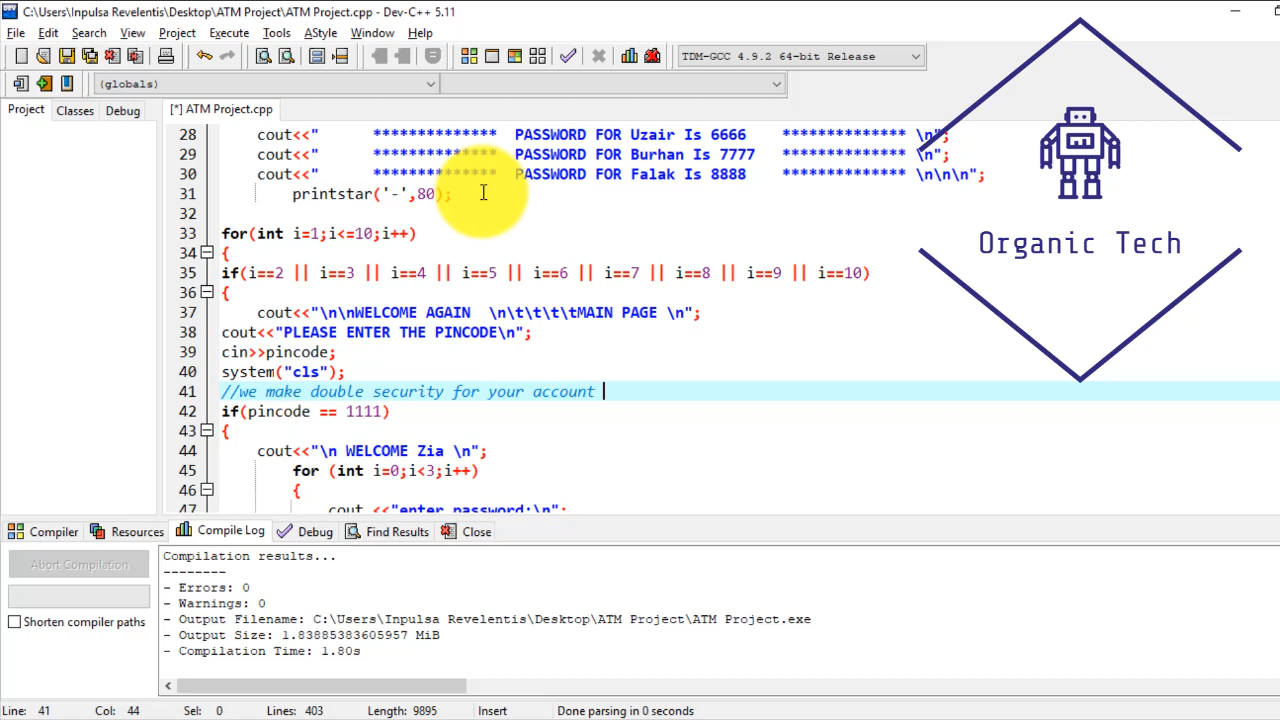 C:\Users\Inpulsa Revelentis\Desktop\ATM Project\ATM Project.cpp - Dev-C++ 5.11
File Edit Search View Project Execute Tools AStyle Window Help
TDM-GCC 4.9.2 64-bit Release
(globals)
Project Classes Debug
[*] ATM Project.cpp
28 cout<<" ************** PASSWORD FOR Uzair Is 6666 ************** \n";
29 cout<<" ************** PASSWORD FOR Burhan Is 7777 ************** \n";
30 cout<<" ************** PASSWORD FOR Falak Is 8888 ************** \n\n\n";
31 printstar('-',80);
32
33 for(int i=1;i<=10;i++)
34 {
35 if(i==2 || i==3 || i==4 || i==5 || i==6 || i==7 || i==8 || i==9 || i==10)
36 {
37 cout<<"\n\nWELCOME AGAIN \n\t\t\t\tMAIN PAGE \n";
38 cout<<"PLEASE ENTER THE PINCODE\n";
39 cin>>pincode;
40 system("cls");
41 //we make double security for your account
42 if(pincode == 1111)
43 {
44 cout<<"\n WELCOME Zia \n";
45 for (int i=0;i<3;i++)
46 {
47 cout <<"enter password:\n";
Organic Tech
Compiler Resources Compile Log Debug Find Results Close
Abort Compilation
Shorten compiler paths
Compilation results...
--------
- Errors: 0
- Warnings: 0
- Output Filename: C:\Users\Inpulsa Revelentis\Desktop\ATM Project\ATM Project.exe
- Output Size: 1.83885383605957 MiB
- Compilation Time: 1.80s
Line: 41 Col: 44 Sel: 0 Lines: 403 Length: 9895 Insert Done parsing in 0 seconds